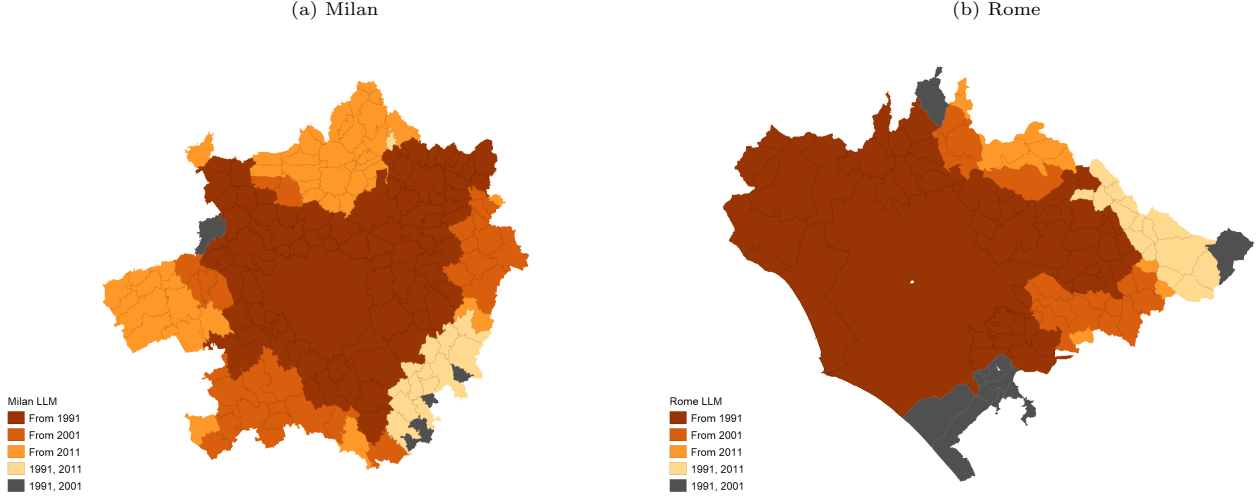 (a) Milan
(b) Rome
Milan LLM
From 1991
From 2001
From 2011
1991, 2011
1991, 2001
Rome LLM
From 1991
From 2001
From 2011
1991, 2011
1991, 2001